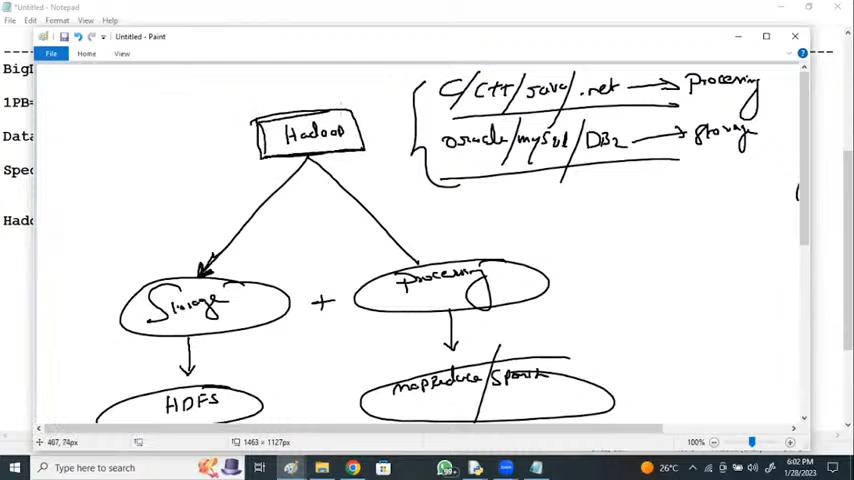 *Untitled - Notepad
File Edit Format View Help
Untitled - Paint
File Home View
BigD
1PB=
Data
Spec
Hado
C/C++/Java/.net → Processing
oracle/mysql/DB2 → Storage
Hadoop
Storage + Processing
HDFS
mapreduce/Spark
407, 74px
1463 × 1127px
100%
Type here to search
99+
26°C
6:02 PM
1/28/2023